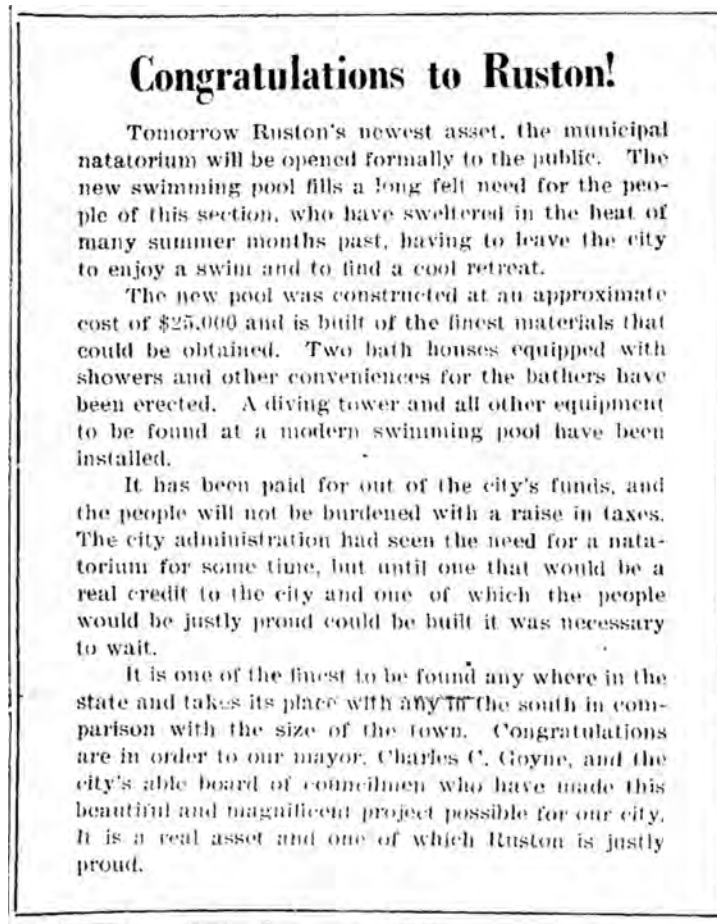 Congratulations to Ruston!
Tomorrow Ruston's newest asset, the municipal
natatorium will be opened formally to the public. The
new swimming pool fills a long felt need for the peo-
ple of this section, who have sweltered in the heat of
many summer months past, having to leave the city
to enjoy a swim and to find a cool retreat.
The new pool was constructed at an approximate
cost of $25,000 and is built of the finest materials that
could be obtained. Two bath houses equipped with
showers and other conveniences for the bathers have
been erected. A diving tower and all other equipment
to be found at a modern swimming pool have been
installed.
It has been paid for out of the city's funds, and
the people will not be burdened with a raise in taxes.
The city administration had seen the need for a nata-
torium for some time, but until one that would be a
real credit to the city and one of which the people
would be justly proud could be built it was necessary
to wait.
It is one of the finest to be found any where in the
state and takes its place with any in the south in com-
parison with the size of the town. Congratulations
are in order to our mayor, Charles C. Goyne, and the
city's able board of councilmen who have made this
beautiful and magnificent project possible for our city.
It is a real asset and one of which Ruston is justly
proud.